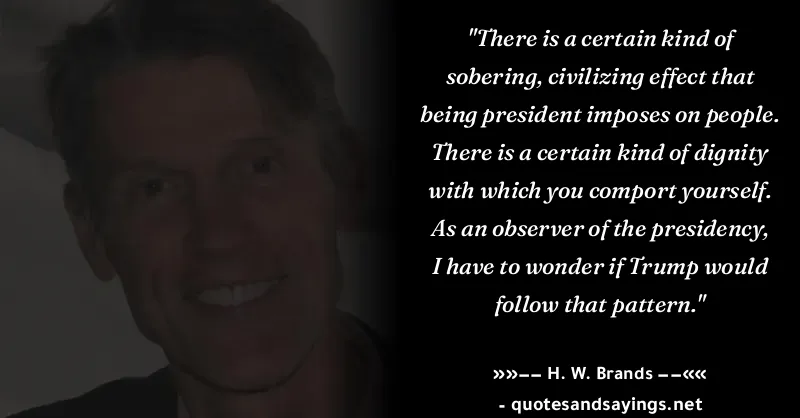 "There is a certain kind of
sobering, civilizing effect that
being president imposes on people.
There is a certain kind of dignity
with which you comport yourself.
As an observer of the presidency,
I have to wonder if Trump would
follow that pattern."
»»−− H. W. Brands −−««
- quotesandsayings.net